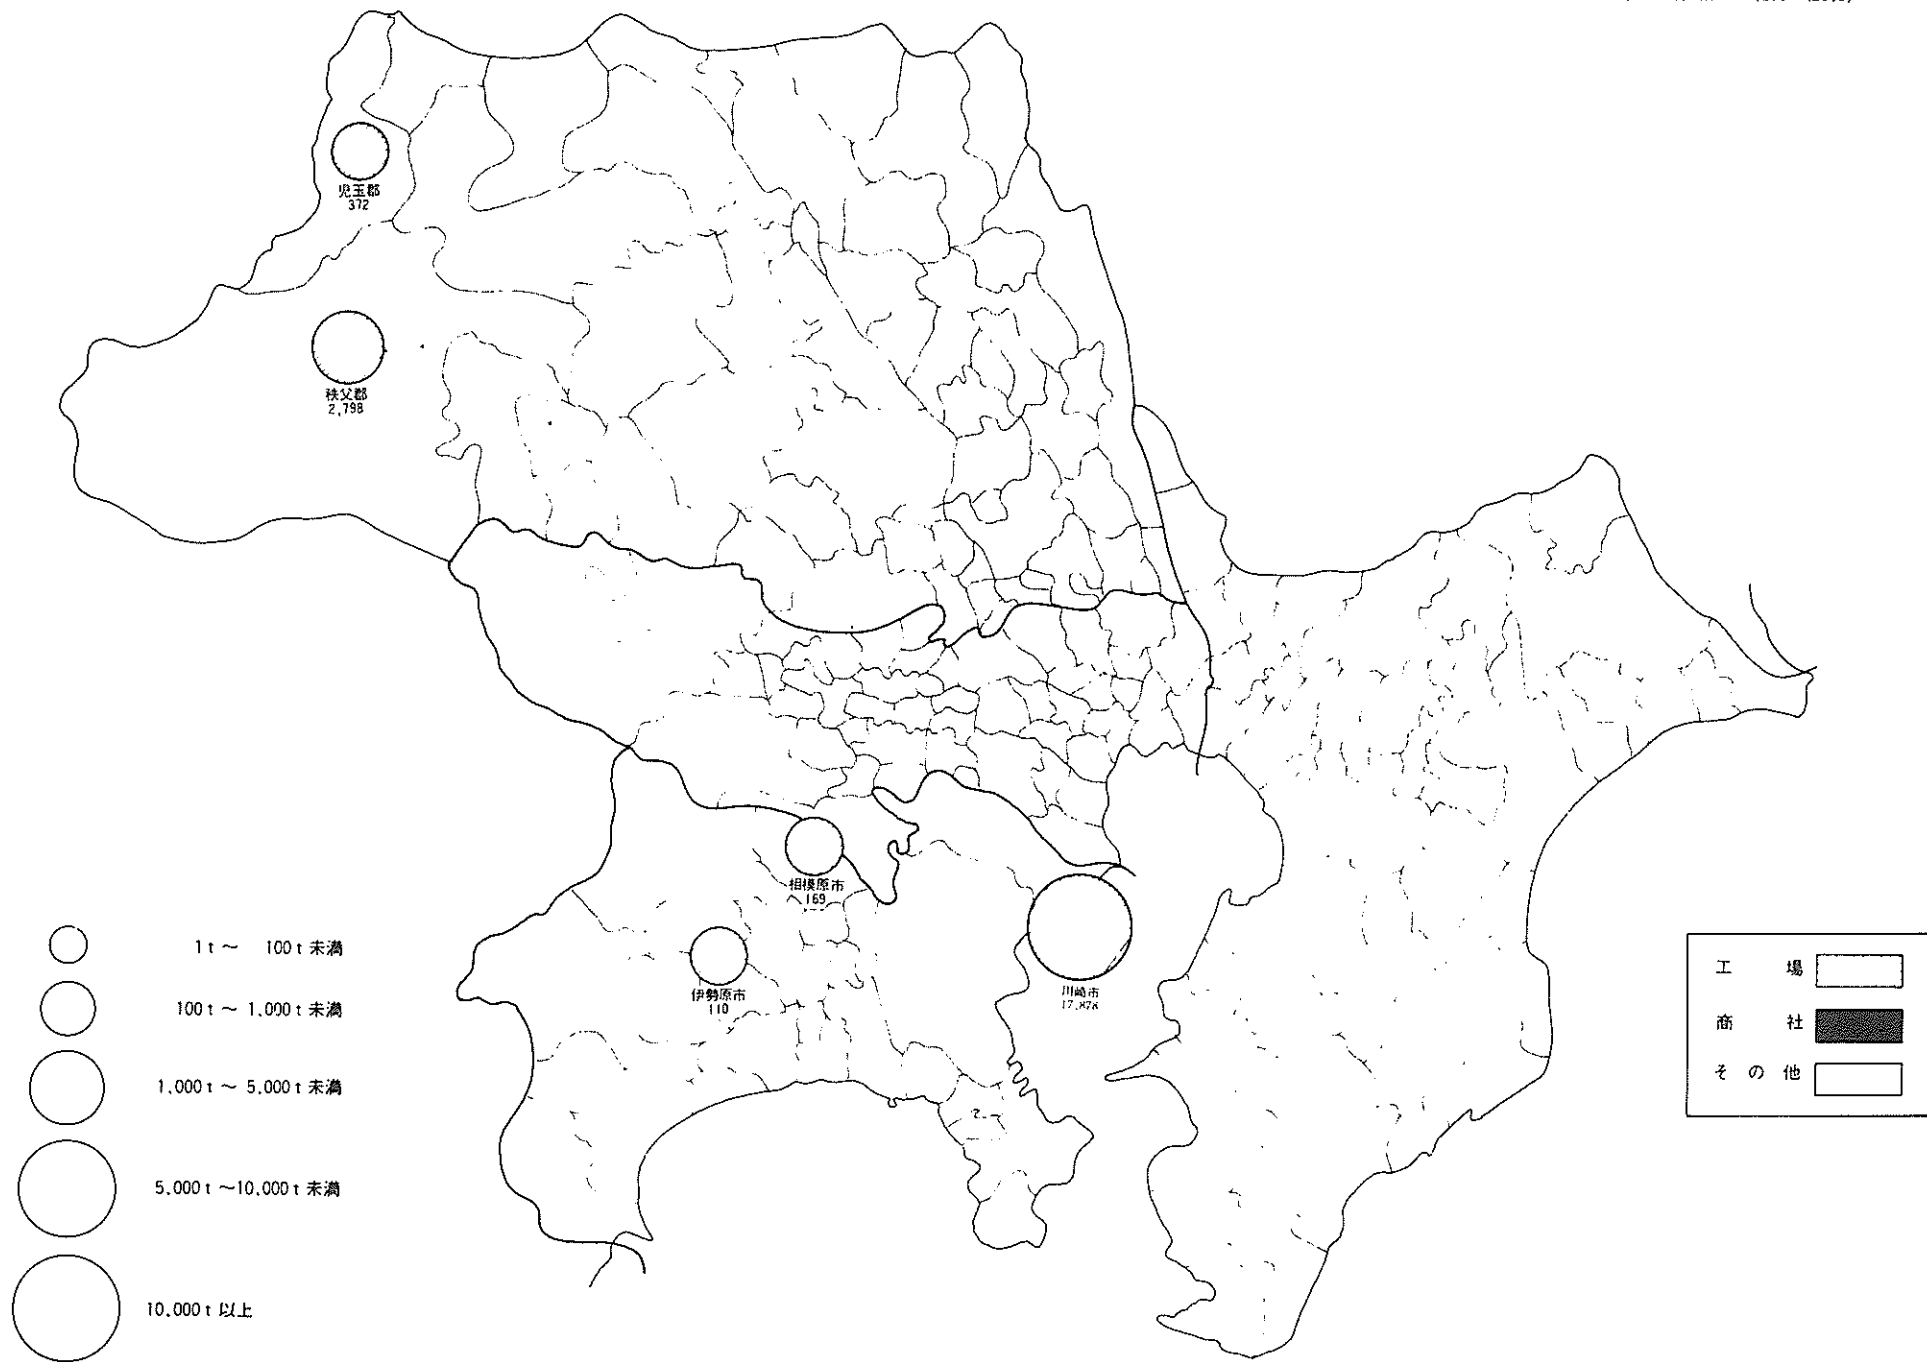 児玉郡
372
秩父郡
2,798
相模原市
169
伊勢原市
110
川崎市
17,878
1t～ 100t未満
100t～1,000t未満
1,000t～5,000t未満
5,000t～10,000t未満
10,000t以上
工場
商社
その他